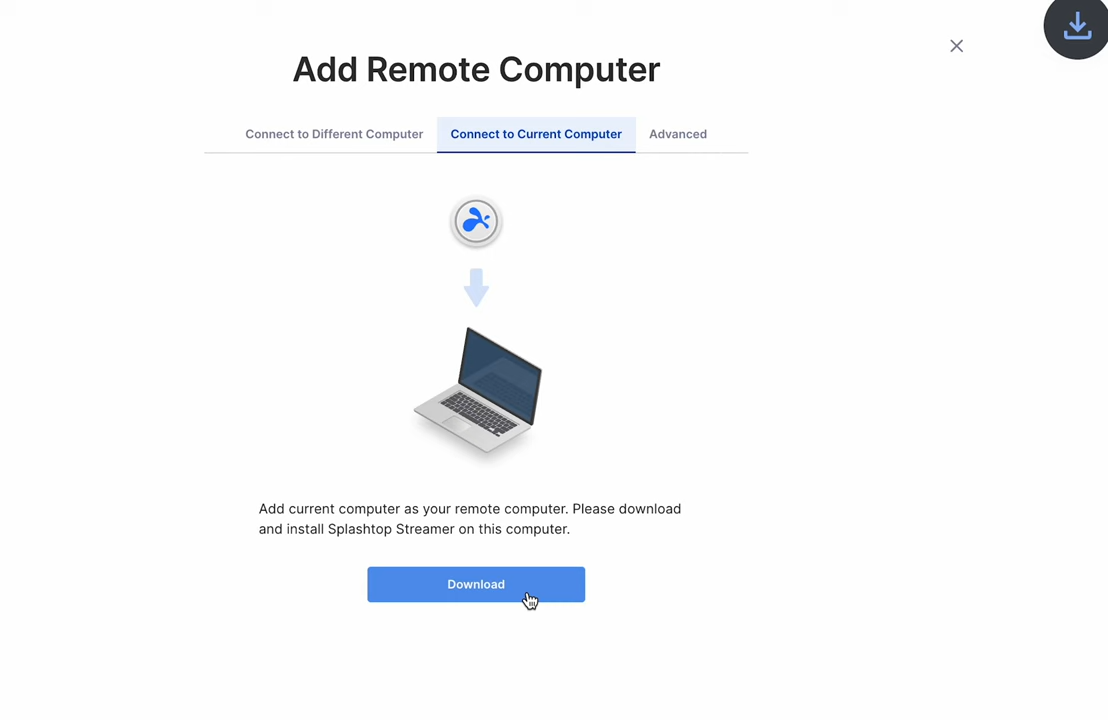 Add Remote Computer
Connect to Different Computer
Connect to Current Computer
Advanced
Add current computer as your remote computer. Please download
and install Splashtop Streamer on this computer.
Download